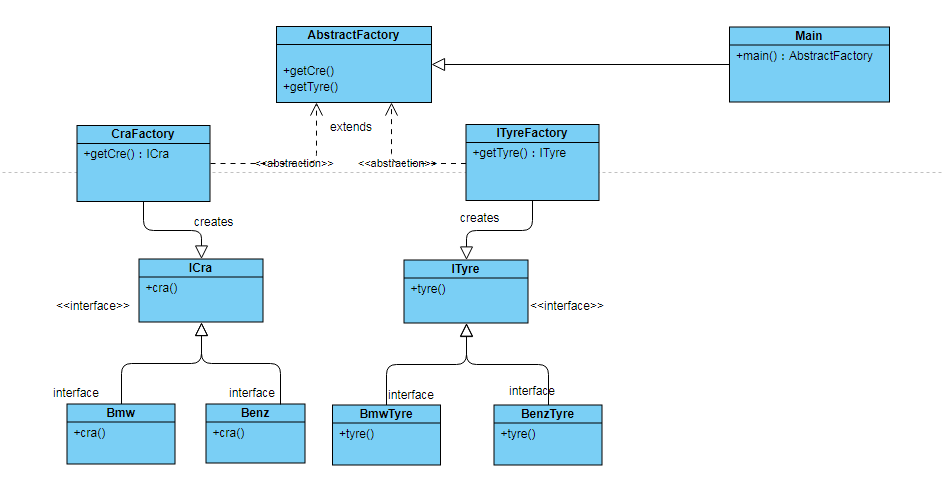 AbstractFactory
+getCre()
+getTyre()
Main
+main() : AbstractFactory
extends
CraFactory
+getCre() : ICra
ITyreFactory
+getTyre() : ITyre
<<abstraction>>
<<abstraction>>
creates
creates
ICra
+cra()
<<interface>>
ITyre
+tyre()
<<interface>>
interface
interface
interface
interface
Bmw
+cra()
Benz
+cra()
BmwTyre
+tyre()
BenzTyre
+tyre()